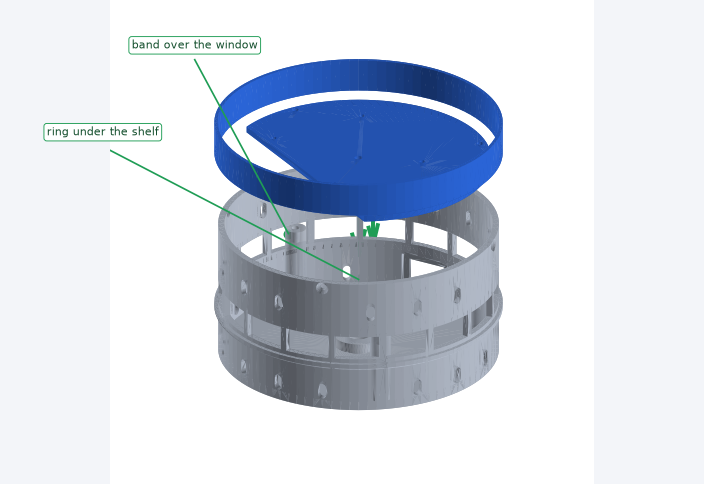 band over the window
ring under the shelf